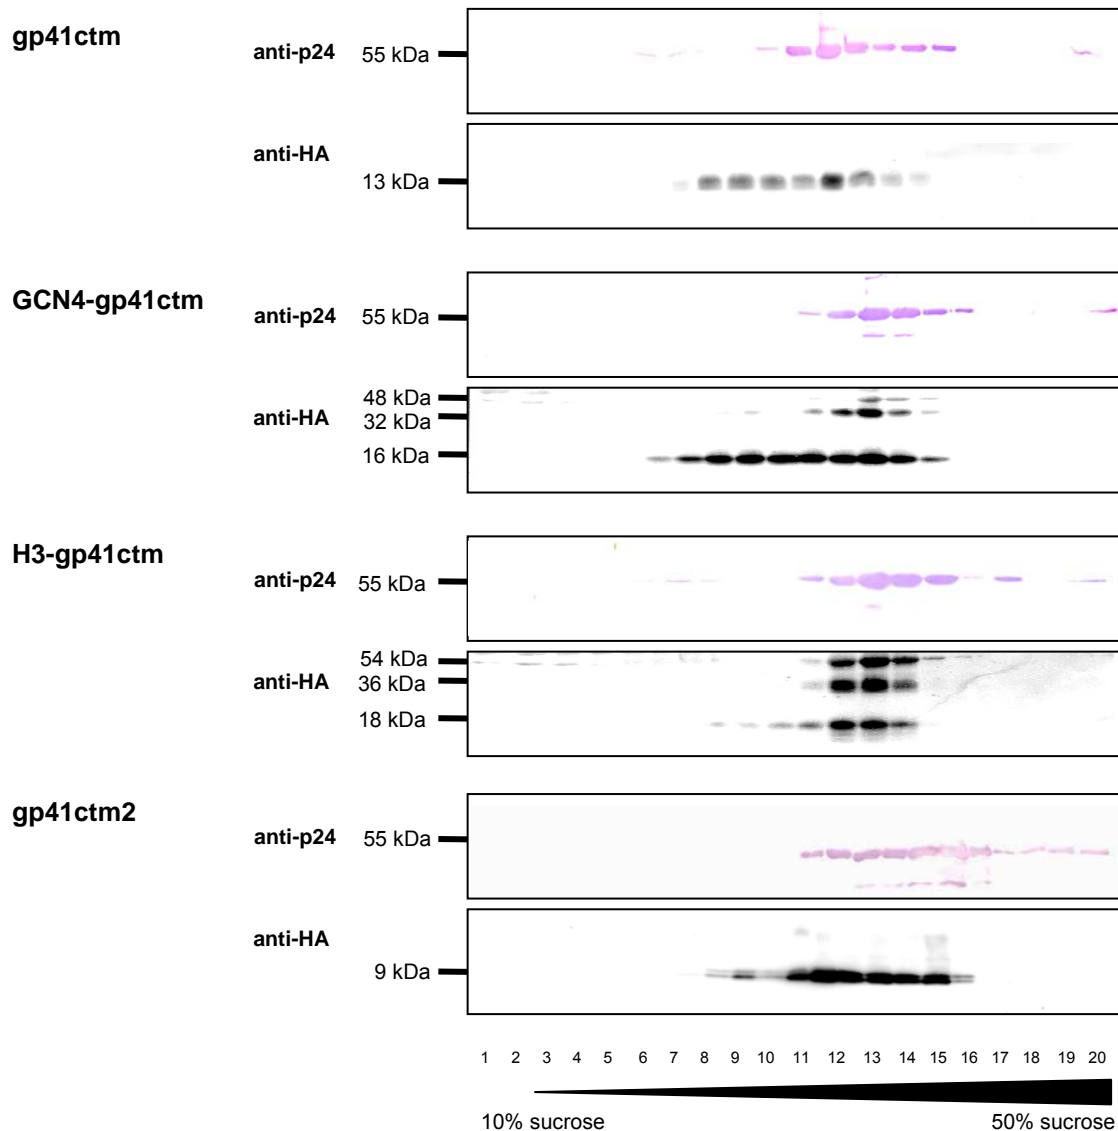 gp41ctm
anti-p24 55 kDa
anti-HA
13 kDa
GCN4-gp41ctm
anti-p24 55 kDa
48 kDa
anti-HA
32 kDa
16 kDa
H3-gp41ctm
anti-p24 55 kDa
54 kDa
anti-HA 36 kDa
18 kDa
gp41ctm2
anti-p24 55 kDa
anti-HA
9 kDa
1 2 3 4 5 6 7 8 9 10 11 12 13 14 15 16 17 18 19 20
10% sucrose 50% sucrose